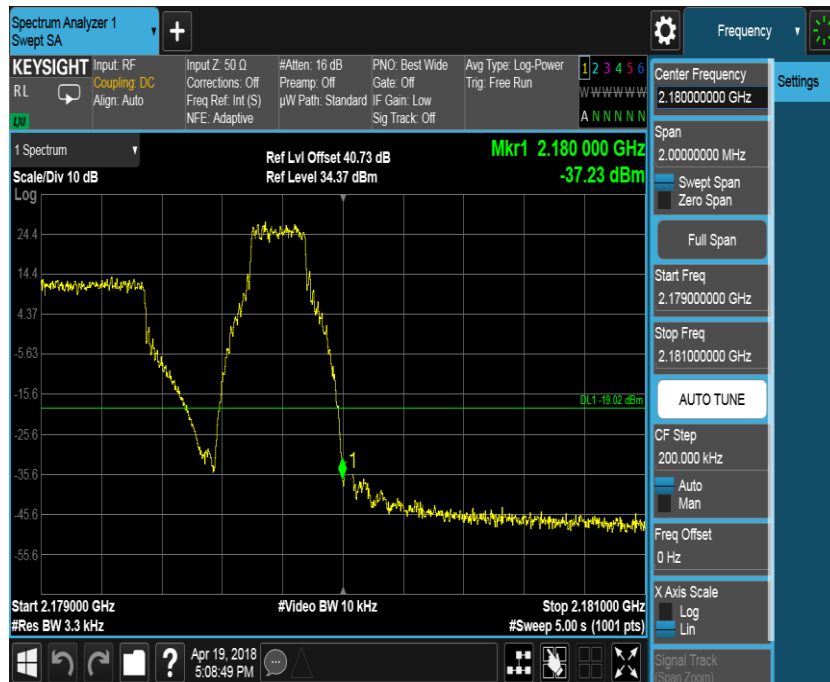 Spectrum Analyzer 1
Swept SA
+
Frequency
KEYSIGHT
RL
LXI
Input: RF
Coupling: DC
Align: Auto
Input Z: 50 Ω
Corrections: Off
Freq Ref: Int (S)
NFE: Adaptive
#Atten: 16 dB
Preamp: Off
µW Path: Standard
PNO: Best Wide
Gate: Off
IF Gain: Low
Sig Track: Off
Avg Type: Log-Power
Trig: Free Run
1 2 3 4 5 6
W W W W W W
A N N N N N
1 Spectrum
Scale/Div 10 dB
Log
Ref Lvl Offset 40.73 dB
Ref Level 34.37 dBm
Mkr1 2.180 000 GHz
-37.23 dBm
24.4
14.4
4.37
-5.63
-15.6
-25.6
-35.6
-45.6
-55.6
DL1 -19.02 dBm
1
Start 2.179000 GHz
#Res BW 3.3 kHz
#Video BW 10 kHz
Stop 2.181000 GHz
#Sweep 5.00 s (1001 pts)
Center Frequency
2.180000000 GHz
Settings
Span
2.00000000 MHz
Swept Span
Zero Span
Full Span
Start Freq
2.179000000 GHz
Stop Freq
2.181000000 GHz
AUTO TUNE
CF Step
200.000 kHz
Auto
Man
Freq Offset
0 Hz
X Axis Scale
Log
Lin
Signal Track
(Span Zoom)
?
Apr 19, 2018
5:08:49 PM